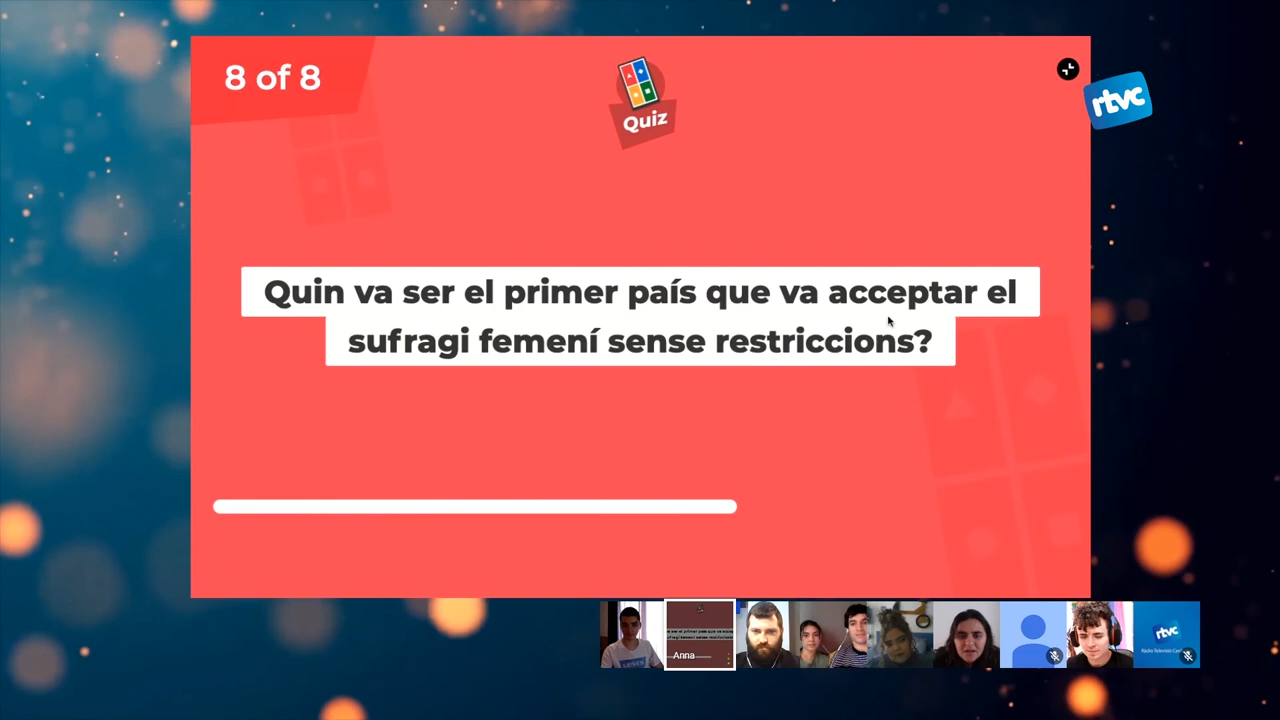 8 of 8
Quiz
rtvc
Quin va ser el primer país que va acceptar el
sufragi femení sense restriccions?
Anna
rtvc